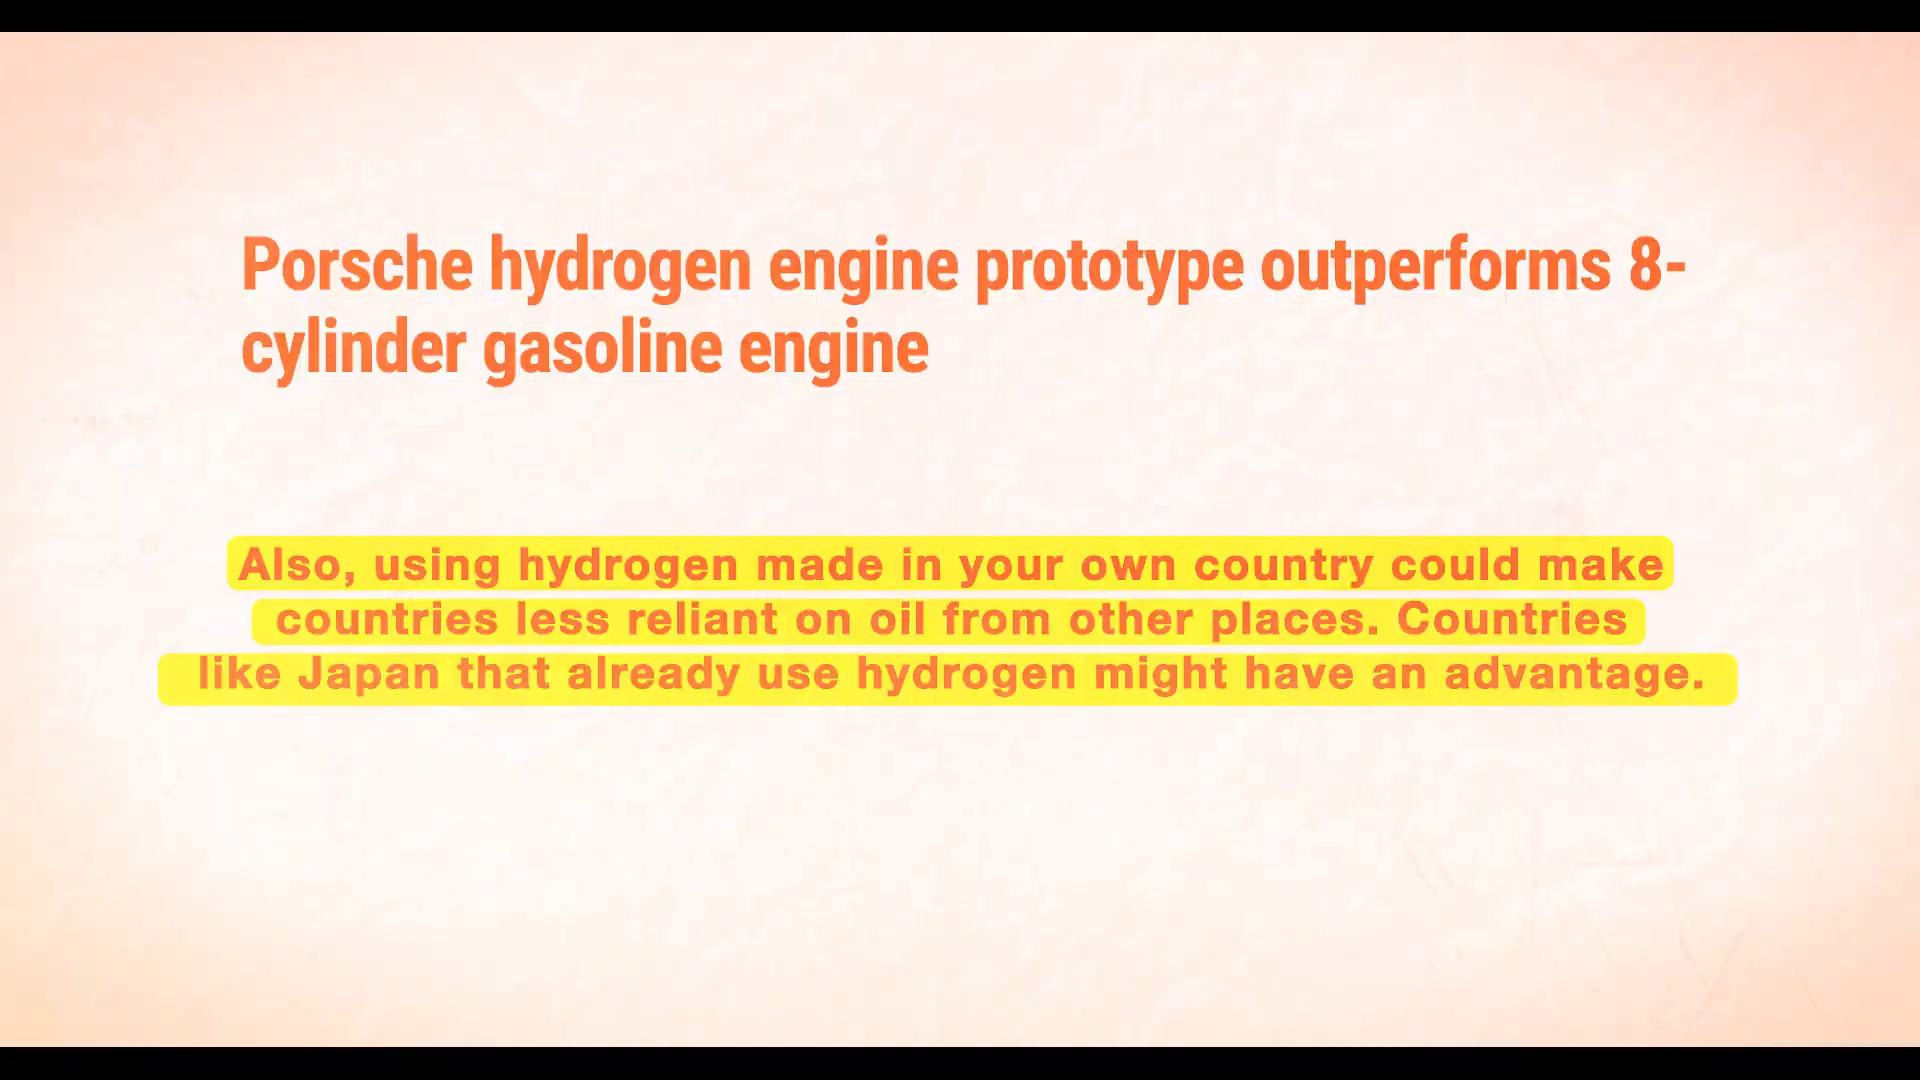 Porsche hydrogen engine prototype outperforms 8-
cylinder gasoline engine
Also, using hydrogen made in your own country could make
countries less reliant on oil from other places. Countries
like Japan that already use hydrogen might have an advantage.